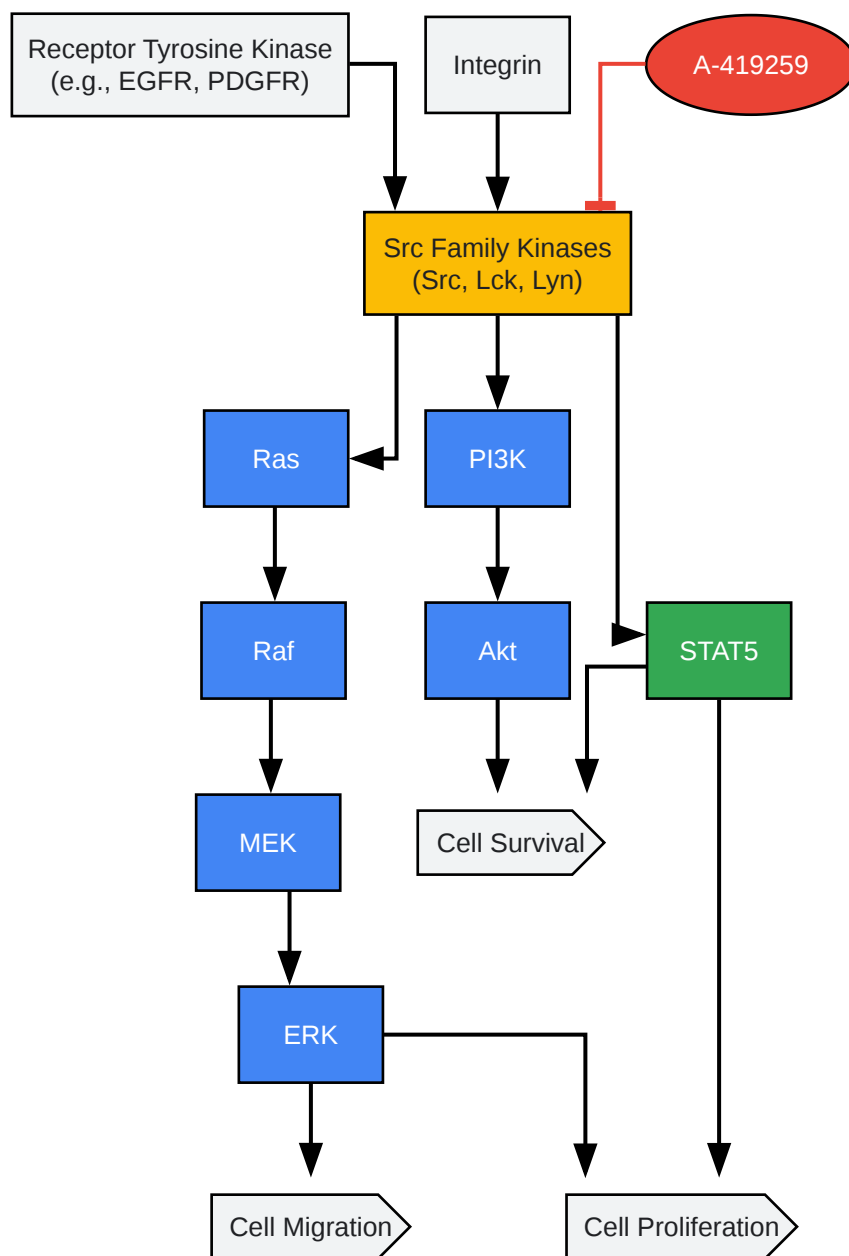 Receptor Tyrosine Kinase
(e.g., EGFR, PDGFR)
Integrin
A-419259
Src Family Kinases
(Src, Lck, Lyn)
Ras
PI3K
Raf
Akt
STAT5
MEK
Cell Survival
ERK
Cell Migration
Cell Proliferation